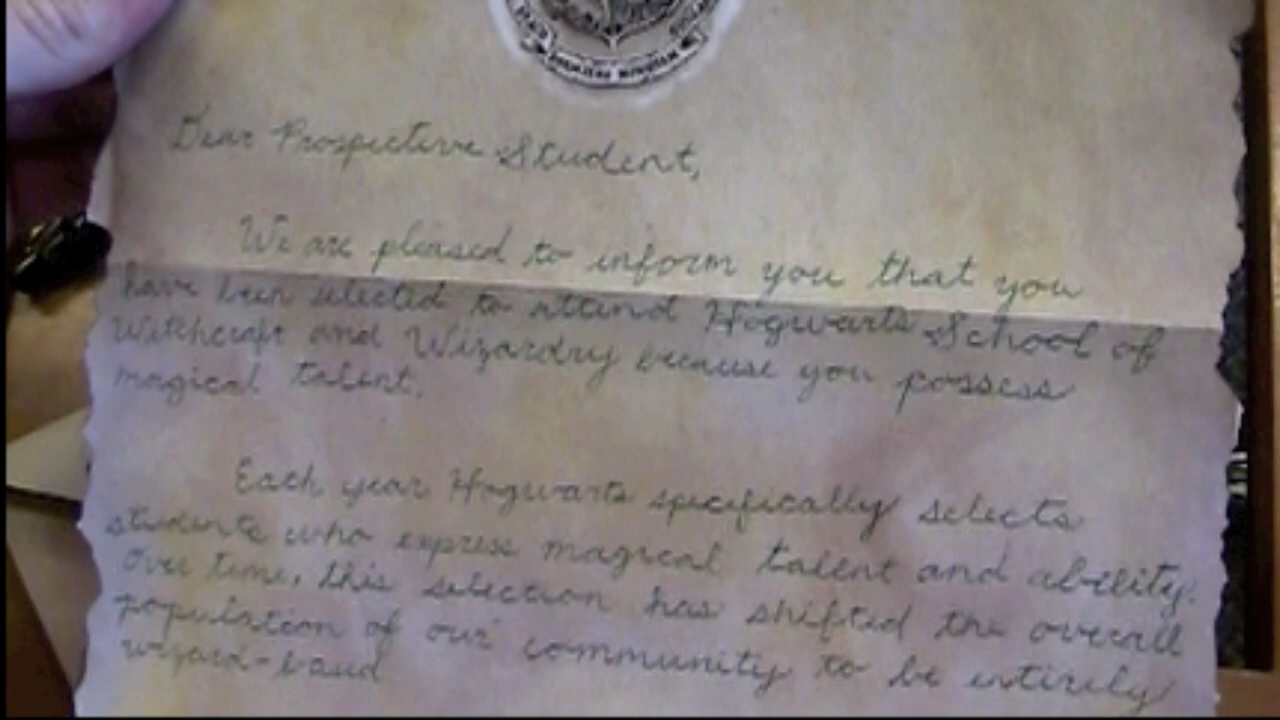 Dear Prospective Student,
We are pleased to inform you that you
have been selected to attend Hogwarts School of
Witchcraft and Wizardry because you possess
magical talent.
Each year Hogwarts specifically selects
students who express magical talent and ability.
Over time, this selection has shifted the overall
population of our community to be entirely
wizard-based